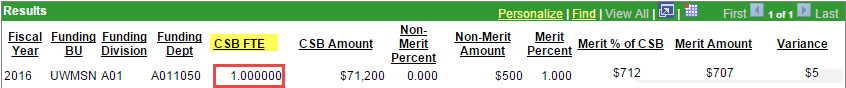 Results
Personalize | Find | View All | First 1 of 1 Last
Fiscal Year Funding BU Funding Division Funding Dept CSB FTE CSB Amount Non-Merit Percent Non-Merit Amount Merit Percent Merit % of CSB Merit Amount Variance
2016 UWMSN A01 A011050 1.000000 $71,200 0.000 $500 1.000 $712 $707 $5